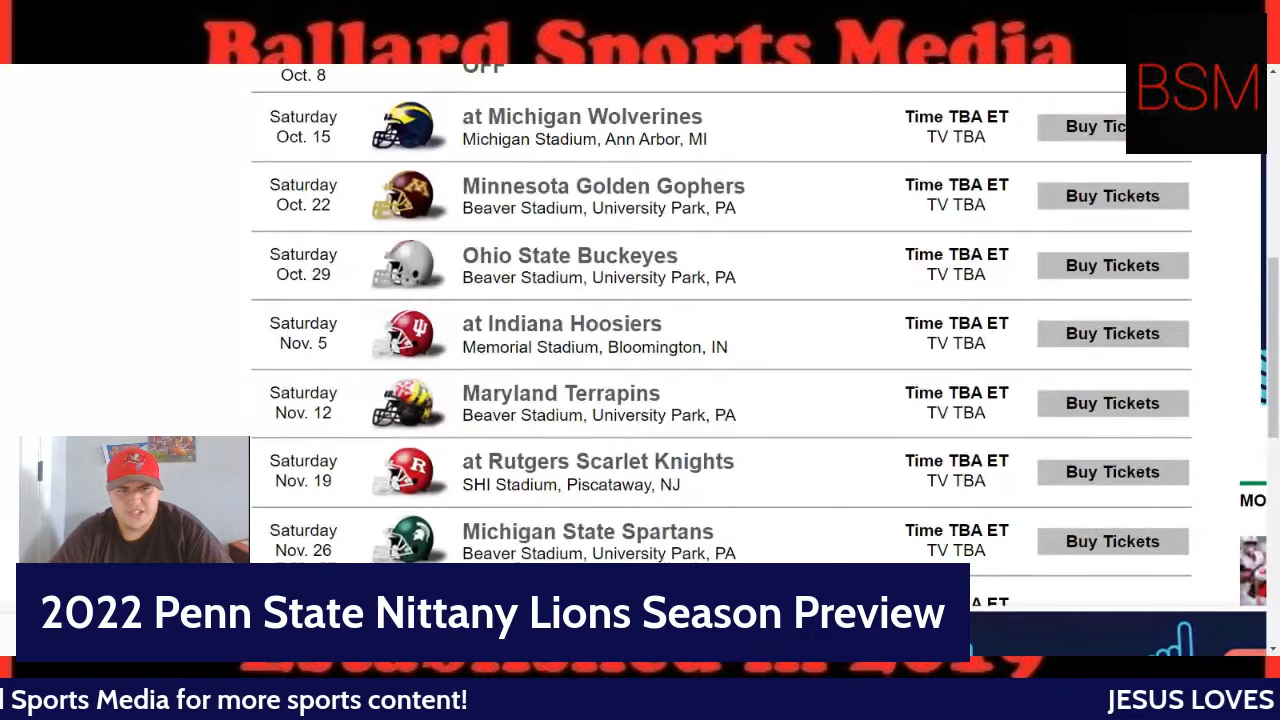 Ballard Sports Media
BSM
Oct. 8
OFF
Saturday
Oct. 15
at Michigan Wolverines
Michigan Stadium, Ann Arbor, MI
Time TBA ET
TV TBA
Buy Tic
Saturday
Oct. 22
Minnesota Golden Gophers
Beaver Stadium, University Park, PA
Time TBA ET
TV TBA
Buy Tickets
Saturday
Oct. 29
Ohio State Buckeyes
Beaver Stadium, University Park, PA
Time TBA ET
TV TBA
Buy Tickets
Saturday
Nov. 5
at Indiana Hoosiers
Memorial Stadium, Bloomington, IN
Time TBA ET
TV TBA
Buy Tickets
Saturday
Nov. 12
Maryland Terrapins
Beaver Stadium, University Park, PA
Time TBA ET
TV TBA
Buy Tickets
Saturday
Nov. 19
at Rutgers Scarlet Knights
SHI Stadium, Piscataway, NJ
Time TBA ET
TV TBA
Buy Tickets
MO
Saturday
Nov. 26
Michigan State Spartans
Beaver Stadium, University Park, PA
Time TBA ET
TV TBA
Buy Tickets
2022 Penn State Nittany Lions Season Preview
Established in 2019
l Sports Media for more sports content!
JESUS LOVES